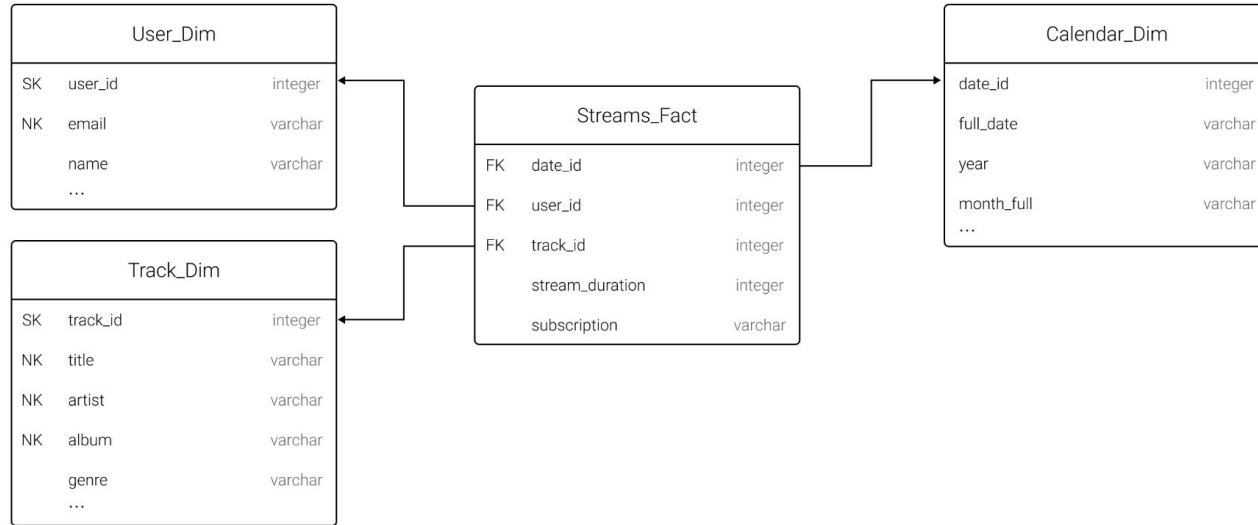 User_Dim
SK user_id integer
NK email varchar
name varchar
...
Track_Dim
SK track_id integer
NK title varchar
NK artist varchar
NK album varchar
genre varchar
...
Streams_Fact
FK date_id integer
FK user_id integer
FK track_id integer
stream_duration integer
subscription varchar
Calendar_Dim
date_id integer
full_date varchar
year varchar
month_full varchar
...